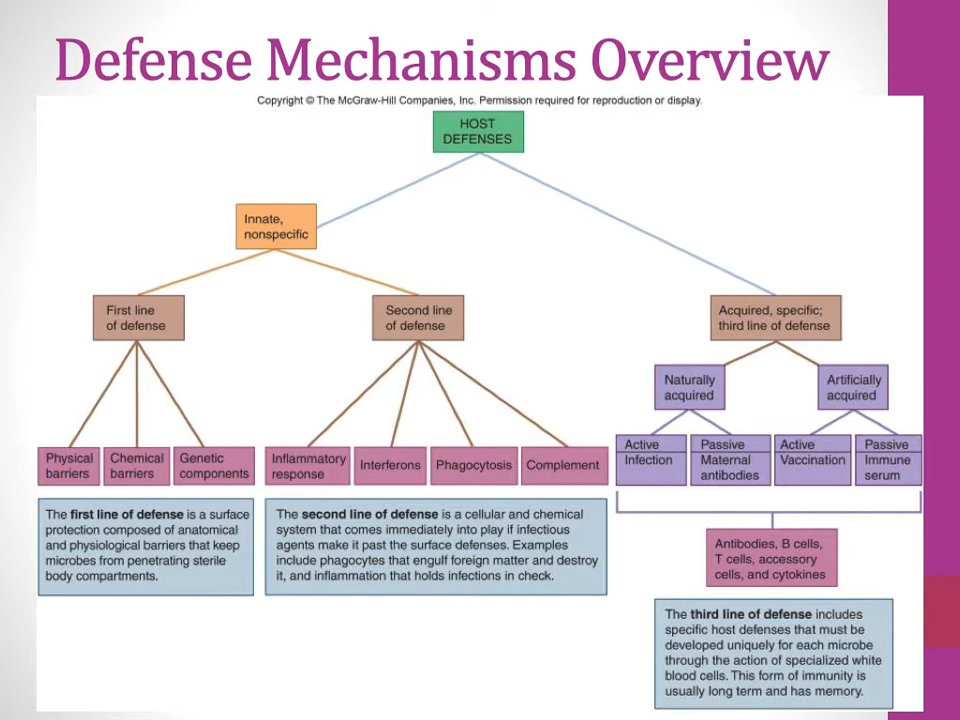 Defense Mechanisms Overview
Copyright © The McGraw-Hill Companies, Inc. Permission required for reproduction or display.
HOST
DEFENSES
Innate,
nonspecific
First line
of defense
Second line
of defense
Acquired, specific;
third line of defense
Naturally
acquired
Artificially
acquired
Physical
barriers
Chemical
barriers
Genetic
components
Inflammatory
response
Interferons
Phagocytosis
Complement
Active
Infection
Passive
Maternal
antibodies
Active
Vaccination
Passive
Immune
serum
The first line of defense is a surface
protection composed of anatomical
and physiological barriers that keep
microbes from penetrating sterile
body compartments.
The second line of defense is a cellular and chemical
system that comes immediately into play if infectious
agents make it past the surface defenses. Examples
include phagocytes that engulf foreign matter and destroy
it, and inflammation that holds infections in check.
Antibodies, B cells,
T cells, accessory
cells, and cytokines
The third line of defense includes
specific host defenses that must be
developed uniquely for each microbe
through the action of specialized white
blood cells. This form of immunity is
usually long term and has memory.